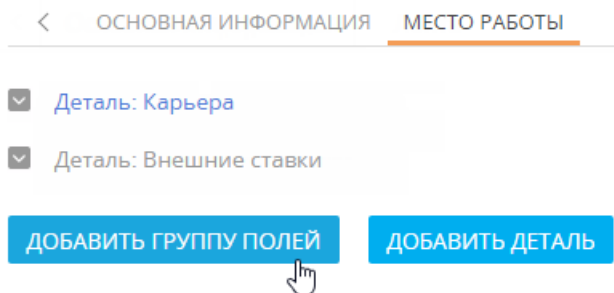 ОСНОВНАЯ ИНФОРМАЦИЯ МЕСТО РАБОТЫ
Деталь: Карьера
Деталь: Внешние ставки
ДОБАВИТЬ ГРУППУ ПОЛЕЙ ДОБАВИТЬ ДЕТАЛЬ